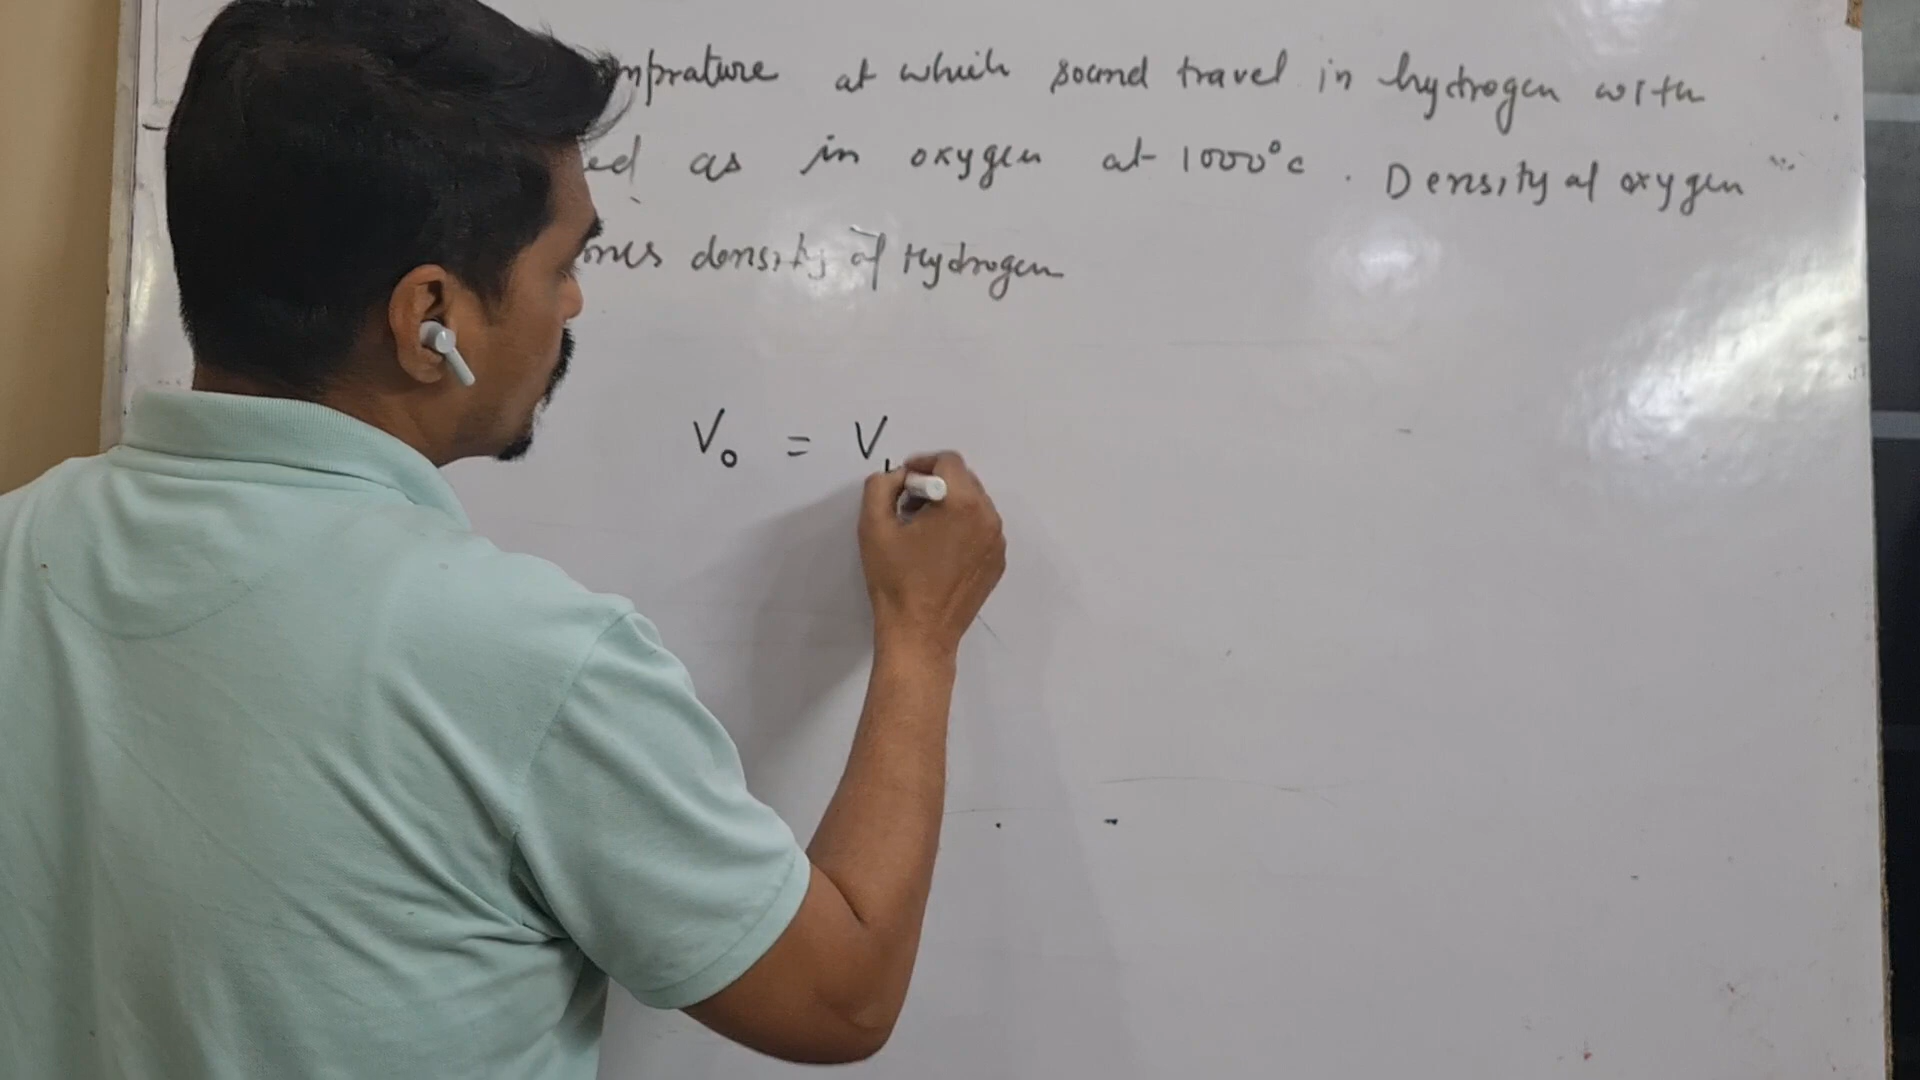 mprature at which sound travel in hydrogen with
ed as in oxygen at 1000°c . Density of oxygen
mes density of Hydrogen
V₀ = V